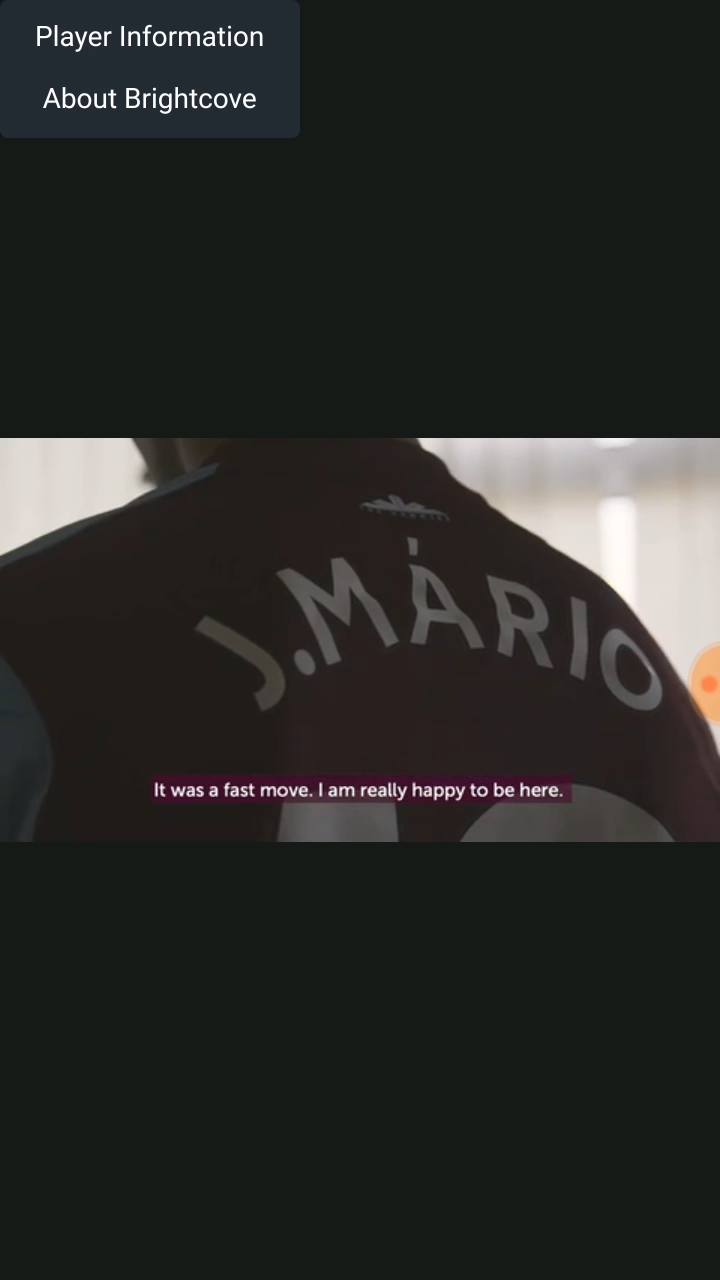 Player Information
About Brightcove
J.MÁRIO
It was a fast move. I am really happy to be here.